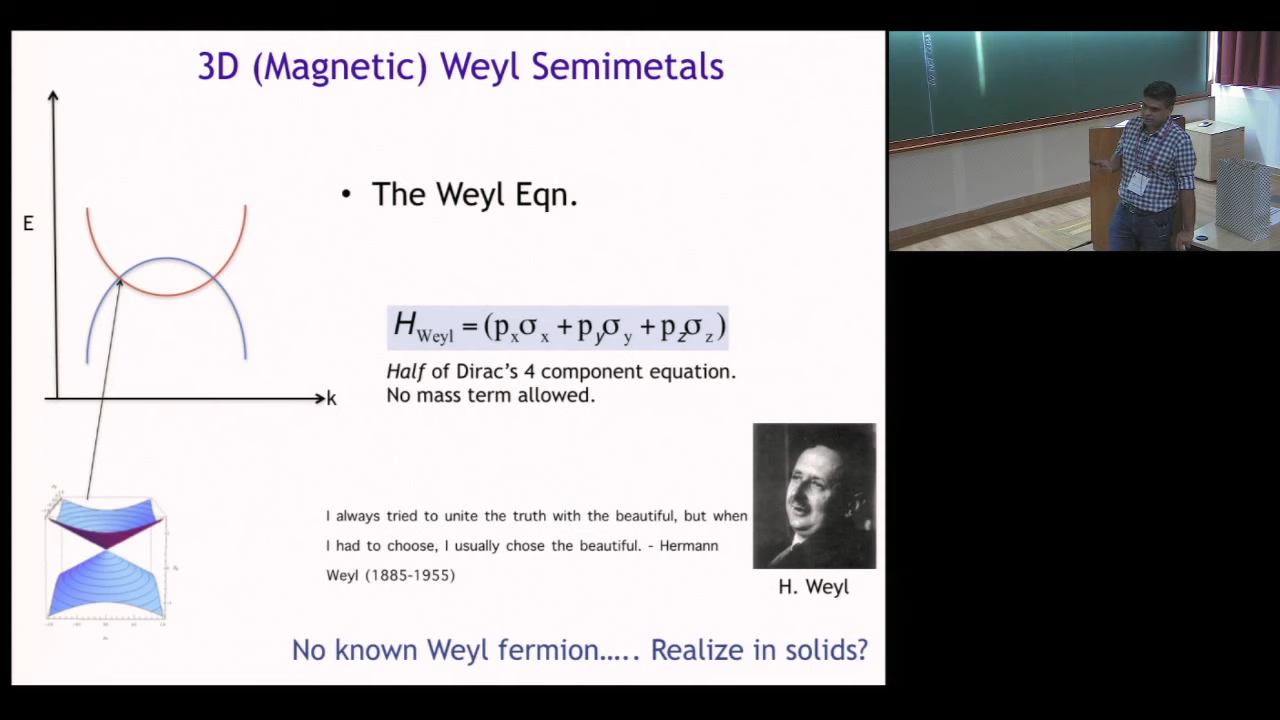 3D (Magnetic) Weyl Semimetals
E
• The Weyl Eqn.
H Weyl = (pxσx + pyσy + pzσz)
Half of Dirac's 4 component equation.
No mass term allowed.
k
I always tried to unite the truth with the beautiful, but when
I had to choose, I usually chose the beautiful. - Hermann
Weyl (1885-1955)
H. Weyl
No known Weyl fermion..... Realize in solids?